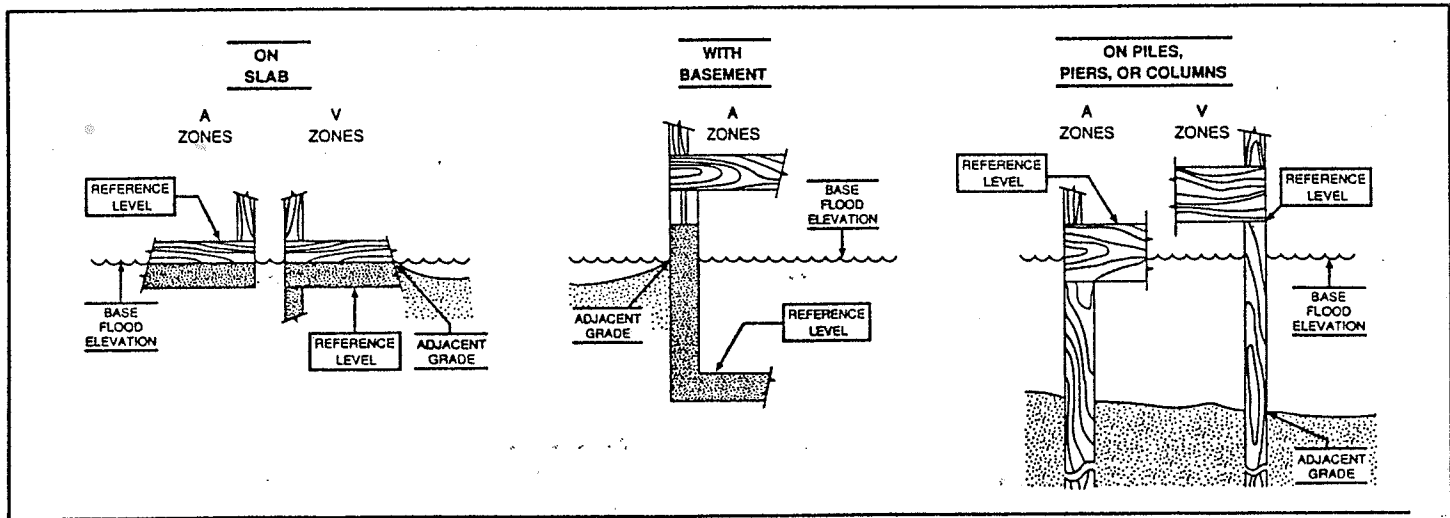 ON
SLAB
A
ZONES
V
ZONES
REFERENCE
LEVEL
BASE
FLOOD
ELEVATION
REFERENCE
LEVEL
ADJACENT
GRADE
WITH
BASEMENT
A
ZONES
BASE
FLOOD
ELEVATION
ADJACENT
GRADE
REFERENCE
LEVEL
ON PILES,
PIERS, OR COLUMNS
A
ZONES
V
ZONES
REFERENCE
LEVEL
REFERENCE
LEVEL
BASE
FLOOD
ELEVATION
ADJACENT
GRADE